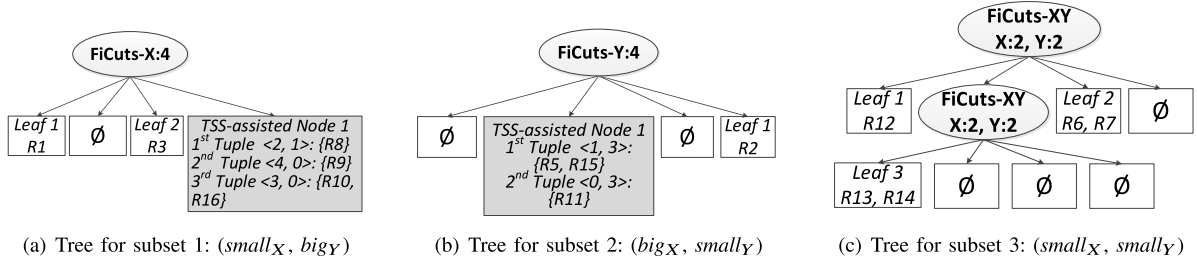 FiCuts-X:4
Leaf 1
R1
Ø
Leaf 2
R3
TSS-assisted Node 1
1st Tuple <2, 1>: {R8}
2nd Tuple <4, 0>: {R9}
3rd Tuple <3, 0>: {R10,
R16}
(a) Tree for subset 1: (smallX, bigY)
FiCuts-Y:4
Ø
TSS-assisted Node 1
1st Tuple <1, 3>:
{R5, R15}
2nd Tuple <0, 3>:
{R11}
Ø
Leaf 1
R2
(b) Tree for subset 2: (bigX, smallY)
FiCuts-XY
X:2, Y:2
Leaf 1
R12
FiCuts-XY
X:2, Y:2
Leaf 2
R6, R7
Ø
Leaf 3
R13, R14
Ø
Ø
Ø
(c) Tree for subset 3: (smallX, smallY)